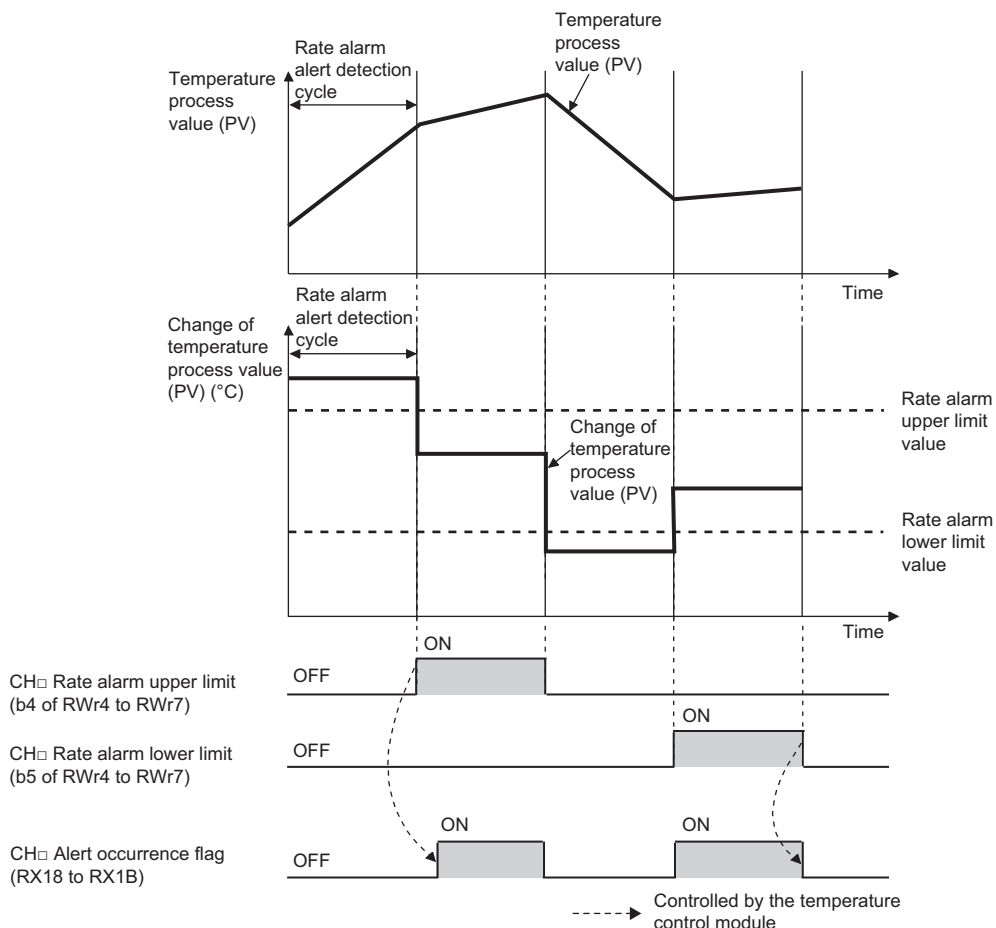 Temperature
process
value (PV)
Rate alarm
alert detection
cycle
Temperature
process
value (PV)
Time
Rate alarm
alert detection
cycle
Change of
temperature
process value
(PV) (°C)
Rate alarm
upper limit
value
Change of
temperature
process
value (PV)
Rate alarm
lower limit
value
Time
ON
OFF
CH□ Rate alarm upper limit
(b4 of RWr4 to RWr7)
ON
OFF
CH□ Rate alarm lower limit
(b5 of RWr4 to RWr7)
ON
ON
OFF
CH□ Alert occurrence flag
(RX18 to RX1B)
Controlled by the temperature
control module